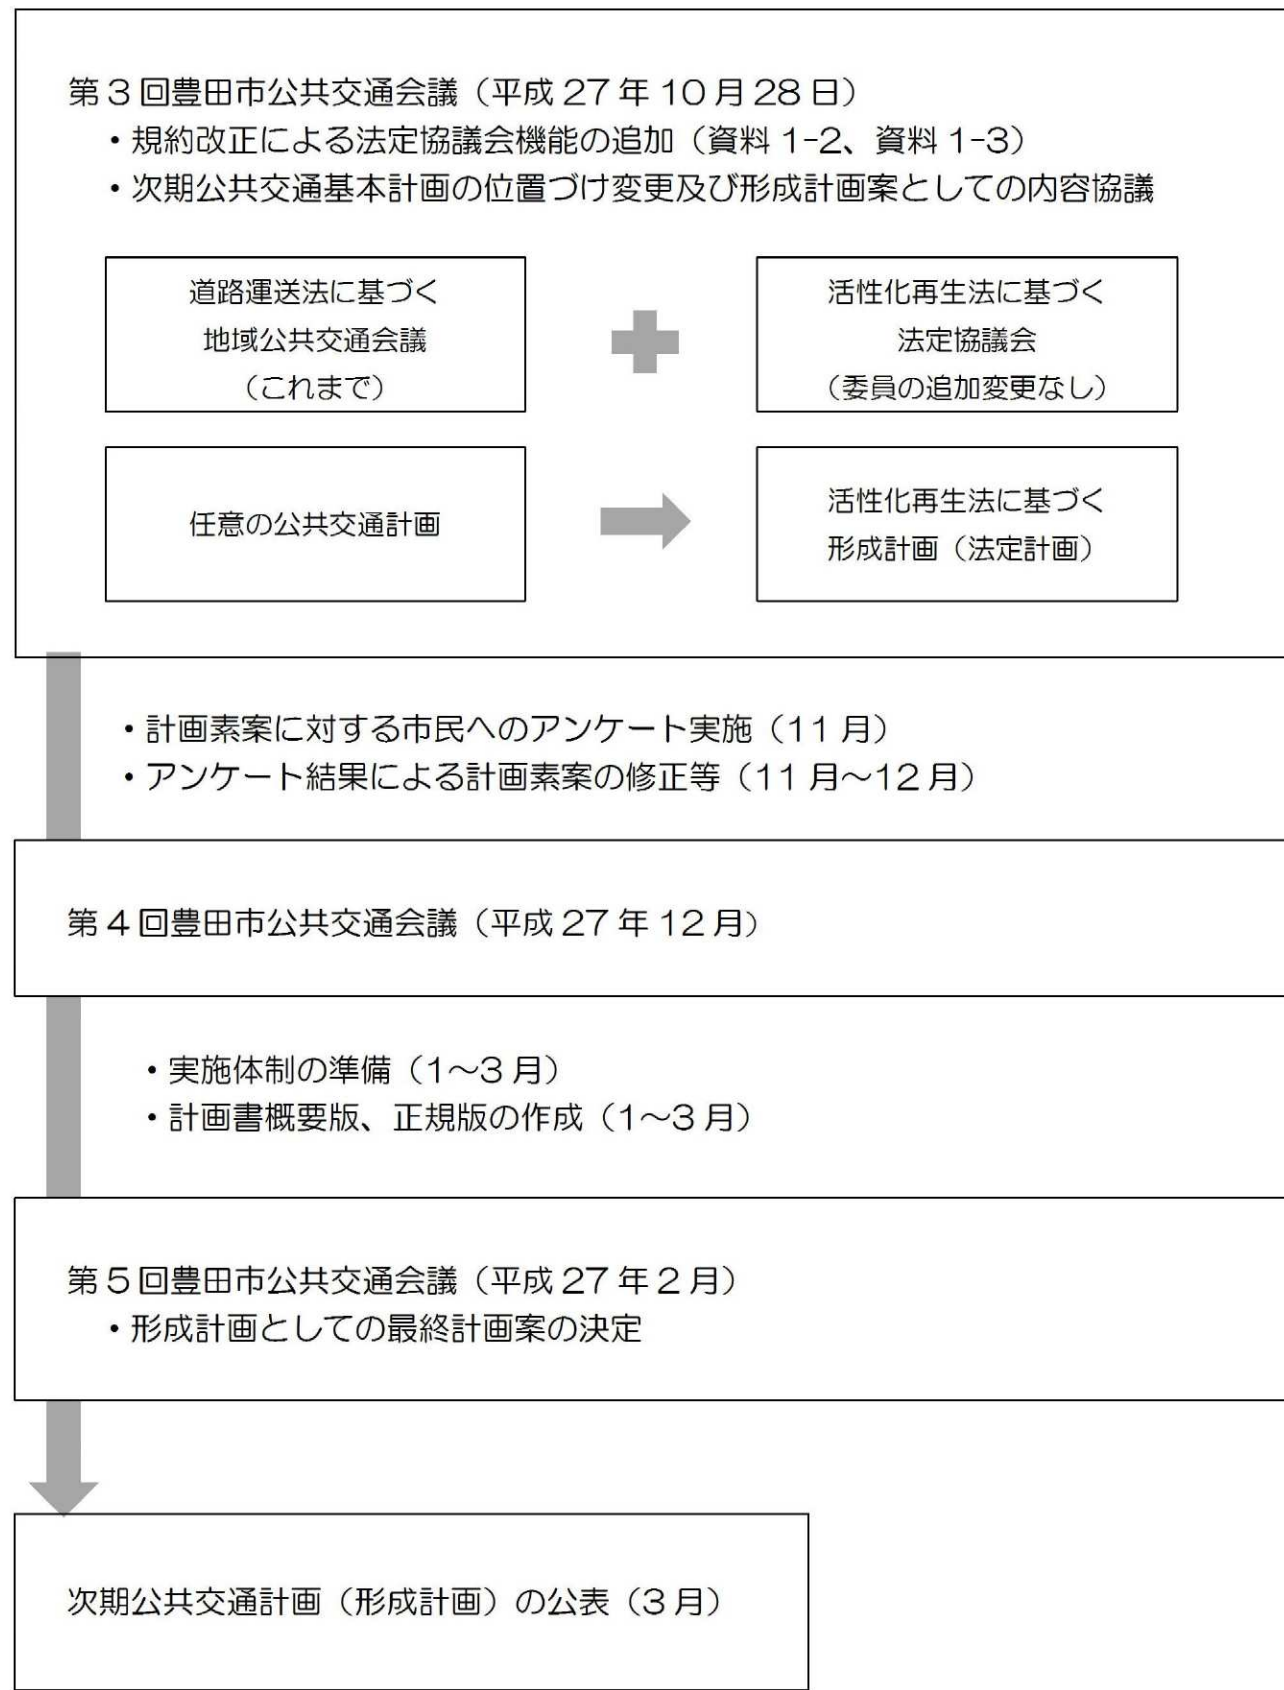 第3回豊田市公共交通会議（平成27年10月28日）
・規約改正による法定協議会機能の追加（資料1-2、資料1-3）
・次期公共交通基本計画の位置づけ変更及び形成計画案としての内容協議
道路運送法に基づく
地域公共交通会議
（これまで）
活性化再生法に基づく
法定協議会
（委員の追加変更なし）
任意の公共交通計画
活性化再生法に基づく
形成計画（法定計画）
・計画素案に対する市民へのアンケート実施（11月）
・アンケート結果による計画素案の修正等（11月～12月）
第4回豊田市公共交通会議（平成27年12月）
・実施体制の準備（1～3月）
・計画書概要版、正規版の作成（1～3月）
第5回豊田市公共交通会議（平成27年2月）
・形成計画としての最終計画案の決定
次期公共交通計画（形成計画）の公表（3月）